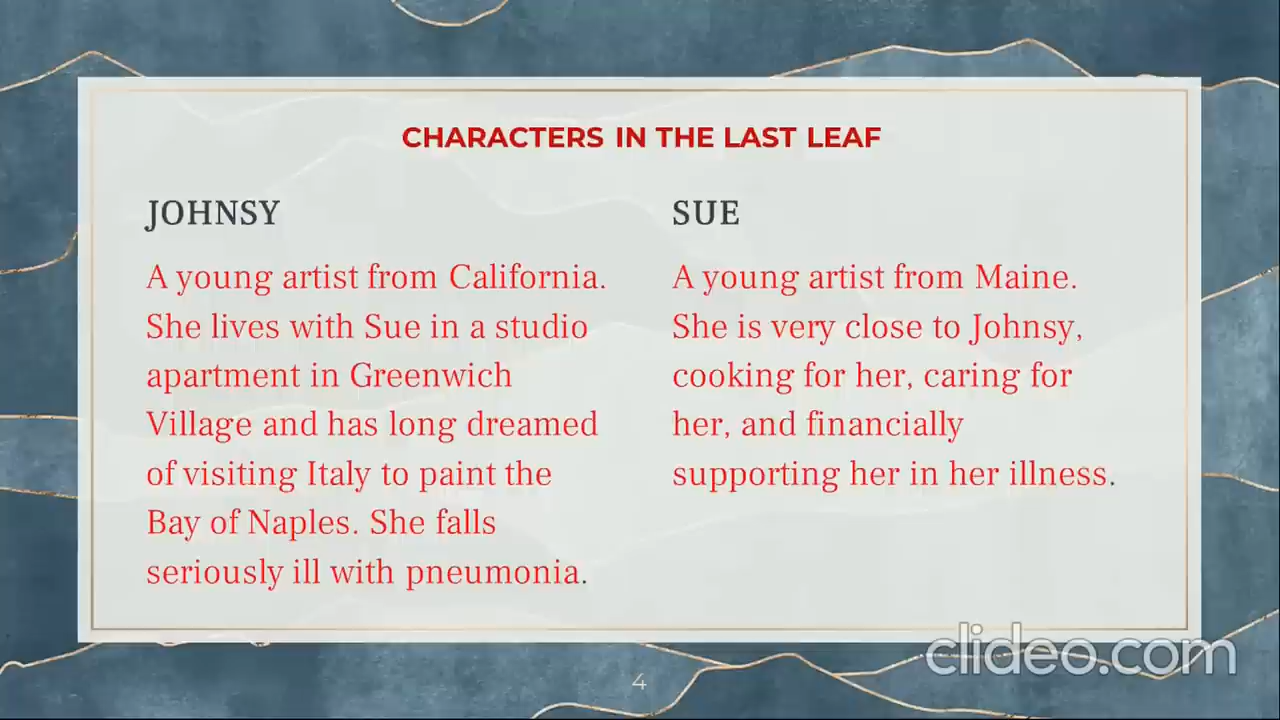 CHARACTERS IN THE LAST LEAF
JOHNSY
A young artist from California.
She lives with Sue in a studio
apartment in Greenwich
Village and has long dreamed
of visiting Italy to paint the
Bay of Naples. She falls
seriously ill with pneumonia.
SUE
A young artist from Maine.
She is very close to Johnsy,
cooking for her, caring for
her, and financially
supporting her in her illness.
clideo.com
4